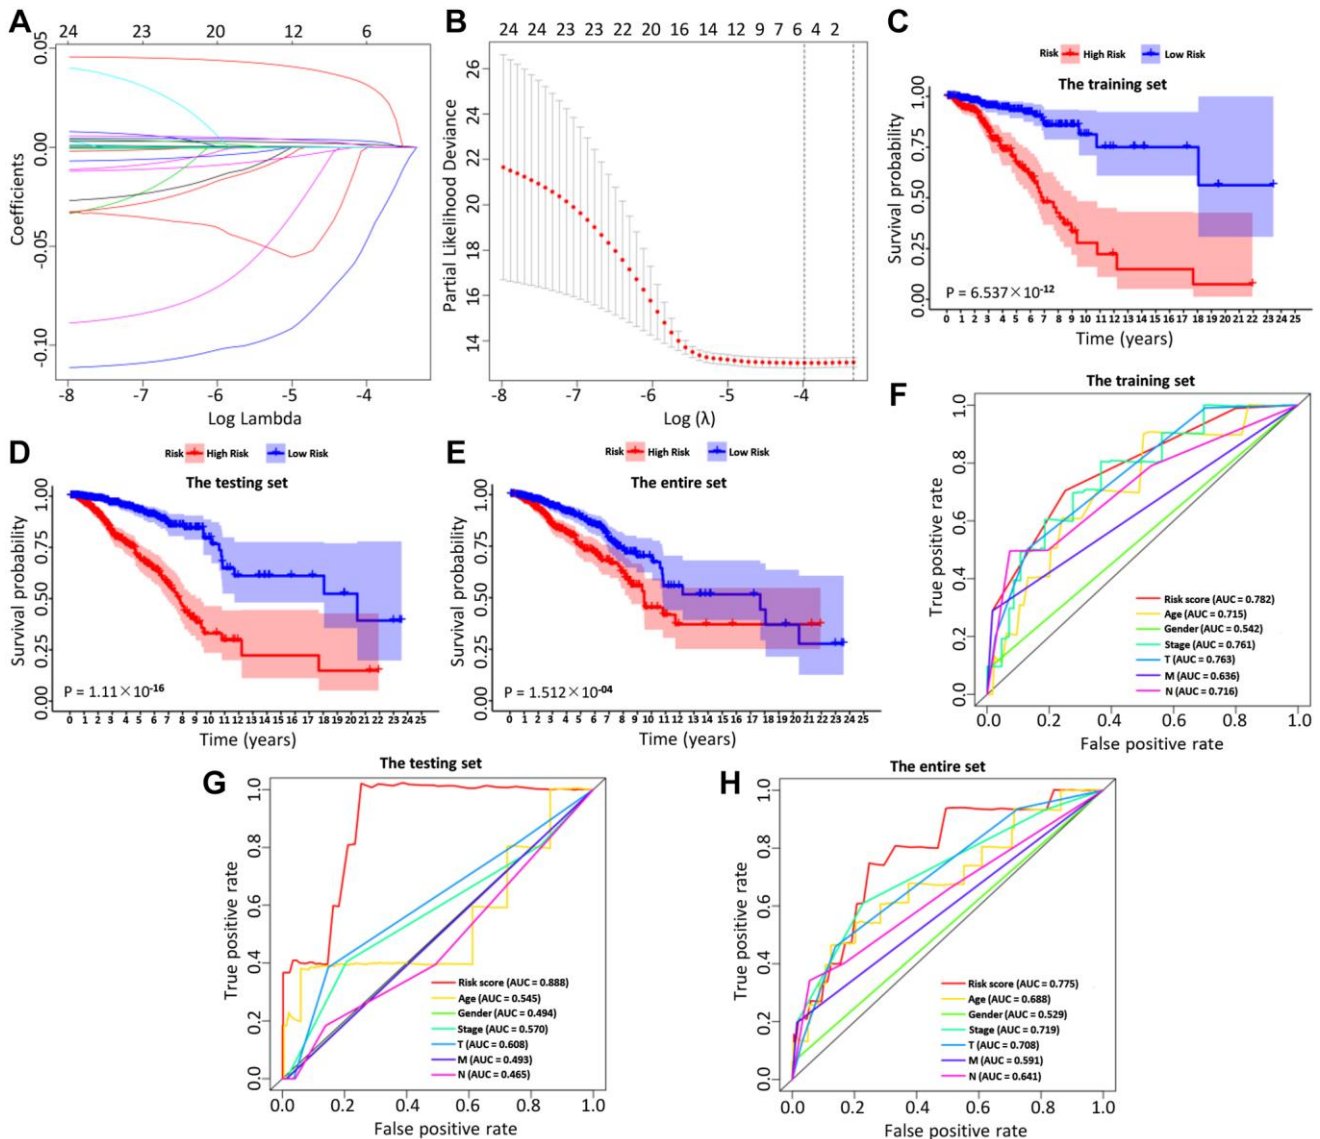 A
24 23 20 12 6
Coefficients
0.05
0.00
-0.05
-0.10
-8 -7 -6 -5 -4
Log Lambda
B
24 24 23 23 22 20 16 14 12 9 7 6 4 2
Partial Likelihood Deviance
26
24
22
20
18
16
14
-8 -7 -6 -5 -4
Log (λ)
C
Risk High Risk Low Risk
The training set
Survival probability
1.00
0.75
0.50
0.25
0.00
P = 6.537×10-12
0 1 2 3 4 5 6 7 8 9 10 11 12 13 14 15 16 17 18 19 20 21 22 23 24 25
Time (years)
D
Risk High Risk Low Risk
The testing set
Survival probability
1.00
0.75
0.50
0.25
0.00
P = 1.11×10-16
0 1 2 3 4 5 6 7 8 9 10 11 12 13 14 15 16 17 18 19 20 21 22 23 24 25
Time (years)
E
Risk High Risk Low Risk
The entire set
Survival probability
1.00
0.75
0.50
0.25
0.00
P = 1.512×10-04
0 1 2 3 4 5 6 7 8 9 10 11 12 13 14 15 16 17 18 19 20 21 22 23 24 25
Time (years)
F
The training set
True positive rate
1.0
0.8
0.6
0.4
0.2
0.0
Risk score (AUC = 0.782)
Age (AUC = 0.715)
Gender (AUC = 0.542)
Stage (AUC = 0.761)
T (AUC = 0.763)
M (AUC = 0.636)
N (AUC = 0.716)
0.0 0.2 0.4 0.6 0.8 1.0
False positive rate
G
The testing set
True positive rate
1.0
0.8
0.6
0.4
0.2
0.0
Risk score (AUC = 0.888)
Age (AUC = 0.545)
Gender (AUC = 0.494)
Stage (AUC = 0.570)
T (AUC = 0.608)
M (AUC = 0.493)
N (AUC = 0.465)
0.0 0.2 0.4 0.6 0.8 1.0
False positive rate
H
The entire set
True positive rate
1.0
0.8
0.6
0.4
0.2
0.0
Risk score (AUC = 0.775)
Age (AUC = 0.688)
Gender (AUC = 0.529)
Stage (AUC = 0.719)
T (AUC = 0.708)
M (AUC = 0.591)
N (AUC = 0.641)
0.0 0.2 0.4 0.6 0.8 1.0
False positive rate